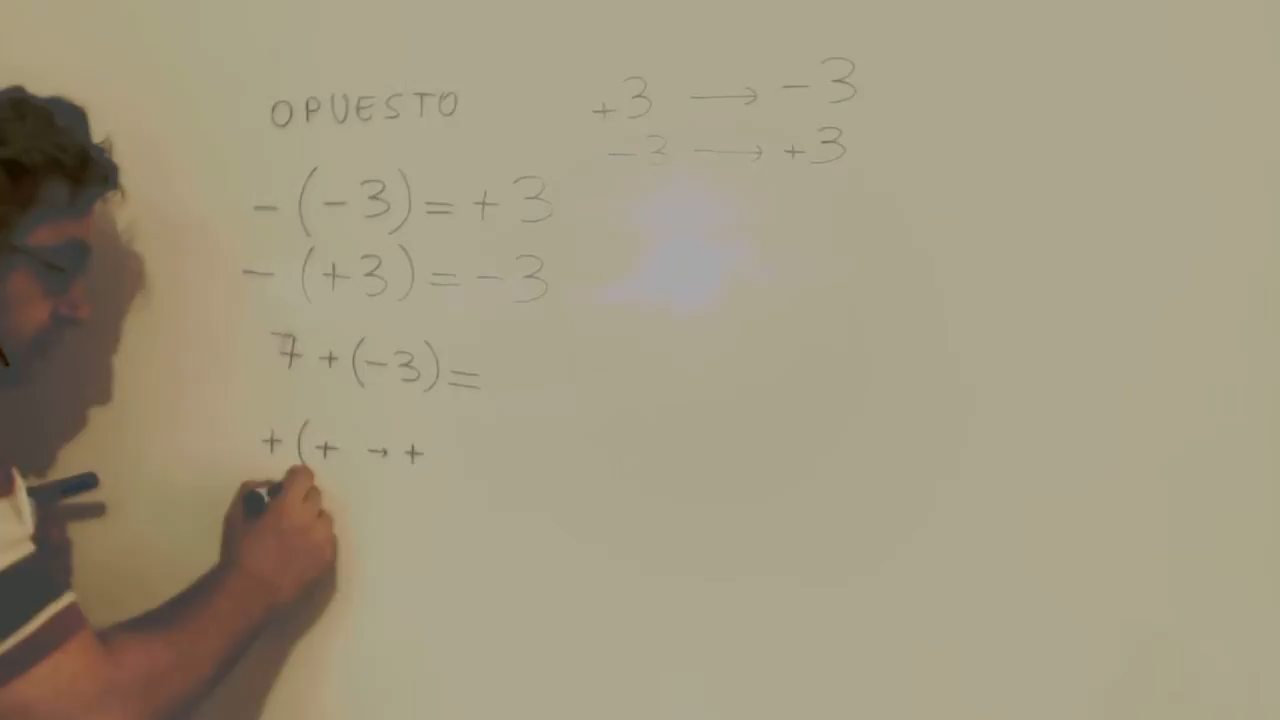 OPUESTO
+3 → -3
-3 → +3
-(-3)=+3
-(+3)=-3
7+(-3)=
+(+ → +